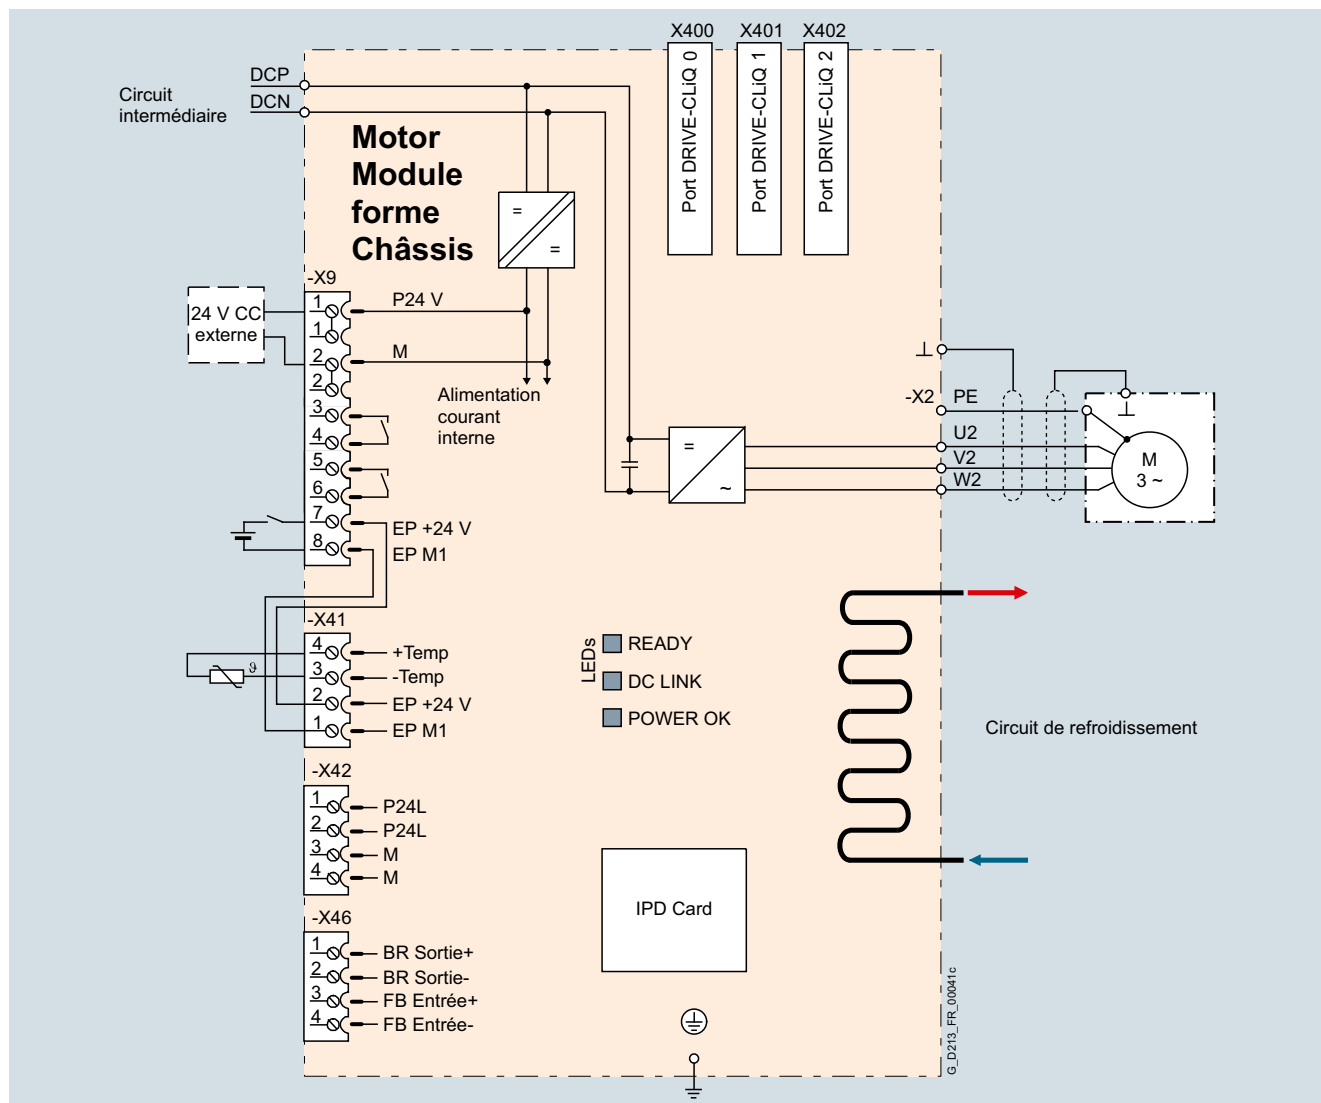 X400
X401
X402
Port DRIVE-CLiQ 0
Port DRIVE-CLiQ 1
Port DRIVE-CLiQ 2
DCP
DCN
Circuit
intermédiaire
Motor
Module
forme
Châssis
=
=
-X9
24 V CC
externe
1
1
2
2
3
4
5
6
7
8
P24 V
M
Alimentation
courant
interne
EP +24 V
EP M1
=
~
-X2
PE
U2
V2
W2
M
3 ~
-X41
ϑ
4
+Temp
3
-Temp
2
EP +24 V
1
EP M1
LEDs
READY
DC LINK
POWER OK
Circuit de refroidissement
-X42
1
P24L
2
P24L
3
M
4
M
IPD Card
-X46
1
BR Sortie+
2
BR Sortie-
3
FB Entrée+
4
FB Entrée-
G_D213_FR_00041c